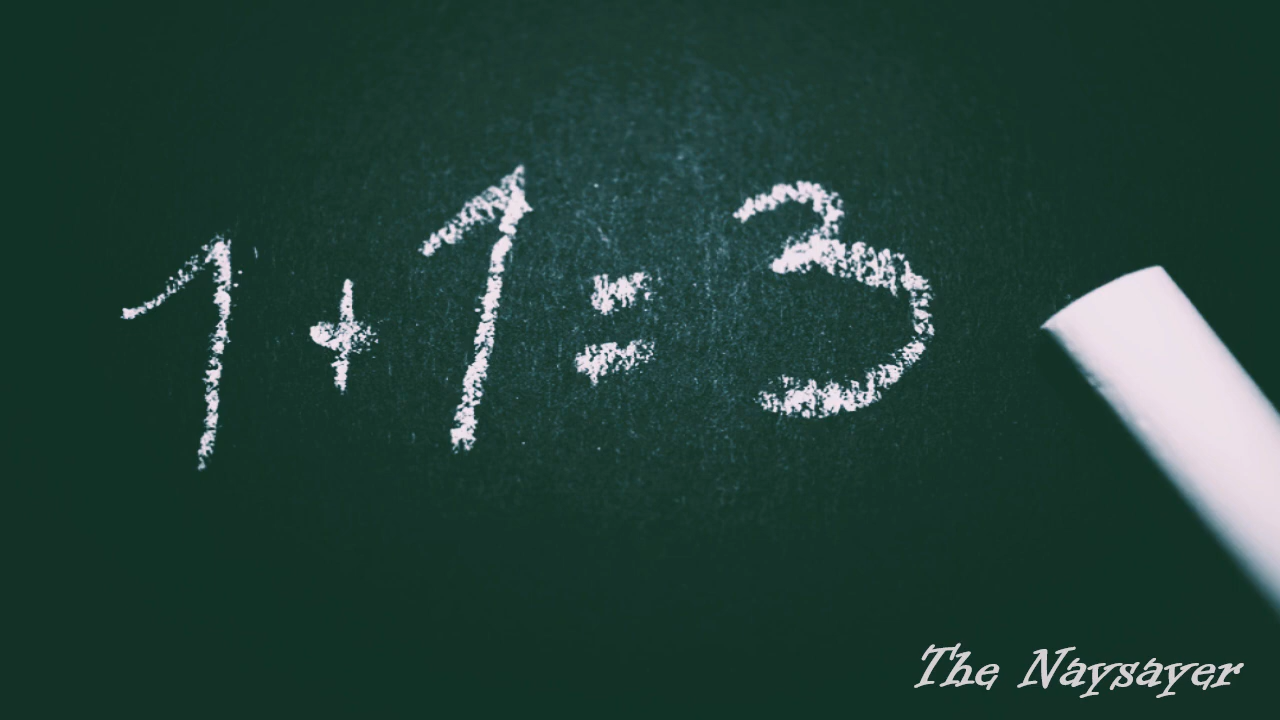 1 + 1 = 3
The Naysayer